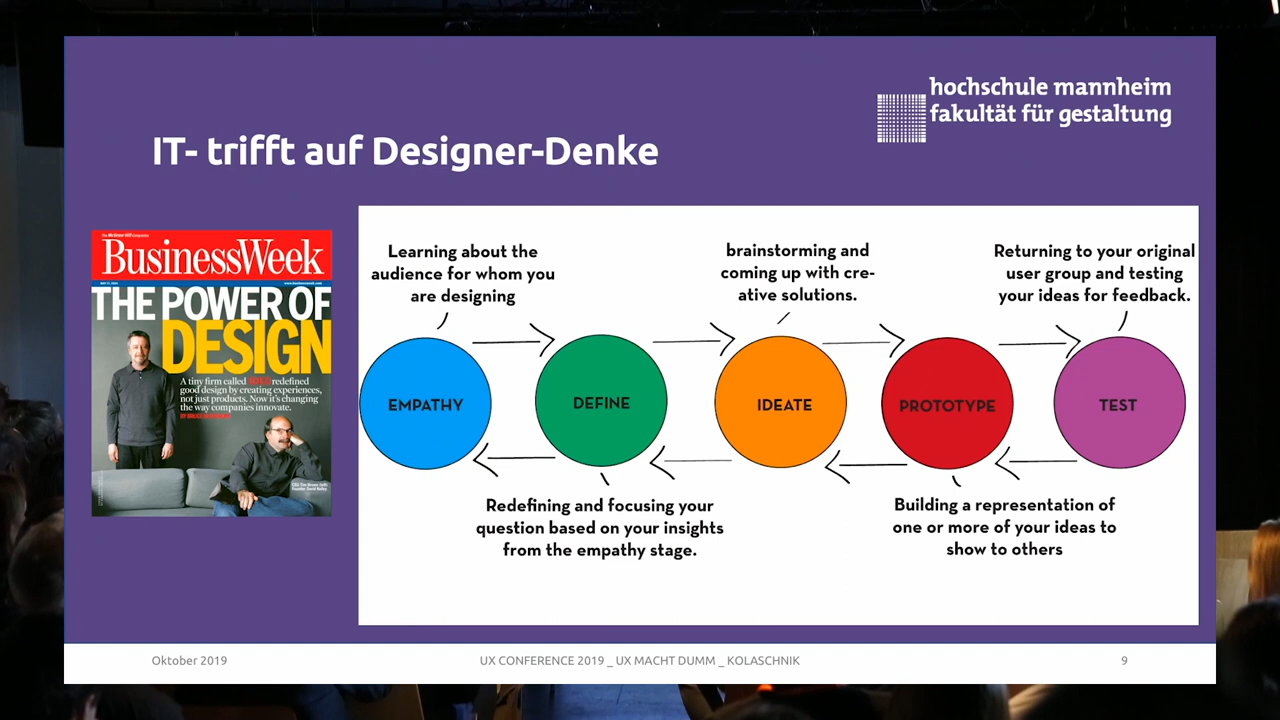 hochschule mannheim
fakultät für gestaltung
IT- trifft auf Designer-Denke
BusinessWeek
THE POWER OF
DESIGN
A tiny firm called IDEO redefined
good design by creating experiences,
not just products. Now it's changing
the way companies innovate.
Learning about the
audience for whom you
are designing
brainstorming and
coming up with cre-
ative solutions.
Returning to your original
user group and testing
your ideas for feedback.
EMPATHY
DEFINE
IDEATE
PROTOTYPE
TEST
Redefining and focusing your
question based on your insights
from the empathy stage.
Building a representation of
one or more of your ideas to
show to others
Oktober 2019
UX CONFERENCE 2019 _ UX MACHT DUMM _ KOLASCHNIK
9